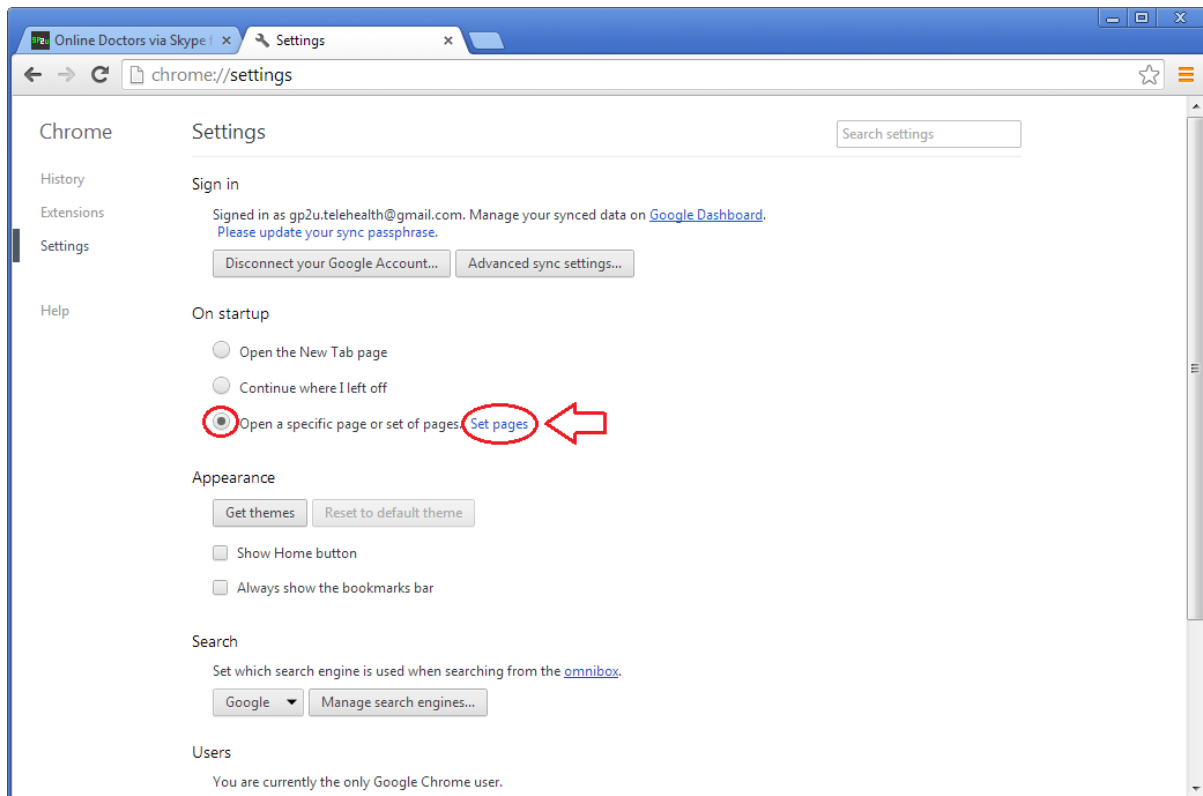 GP2U Online Doctors via Skype f
Settings
chrome://settings
Chrome
Settings
Search settings
History
Extensions
Settings
Help
Sign in
Signed in as gp2u.telehealth@gmail.com. Manage your synced data on Google Dashboard.
Please update your sync passphrase.
Disconnect your Google Account...
Advanced sync settings...
On startup
Open the New Tab page
Continue where I left off
Open a specific page or set of pages. Set pages
Appearance
Get themes
Reset to default theme
Show Home button
Always show the bookmarks bar
Search
Set which search engine is used when searching from the omnibox.
Google
Manage search engines...
Users
You are currently the only Google Chrome user.